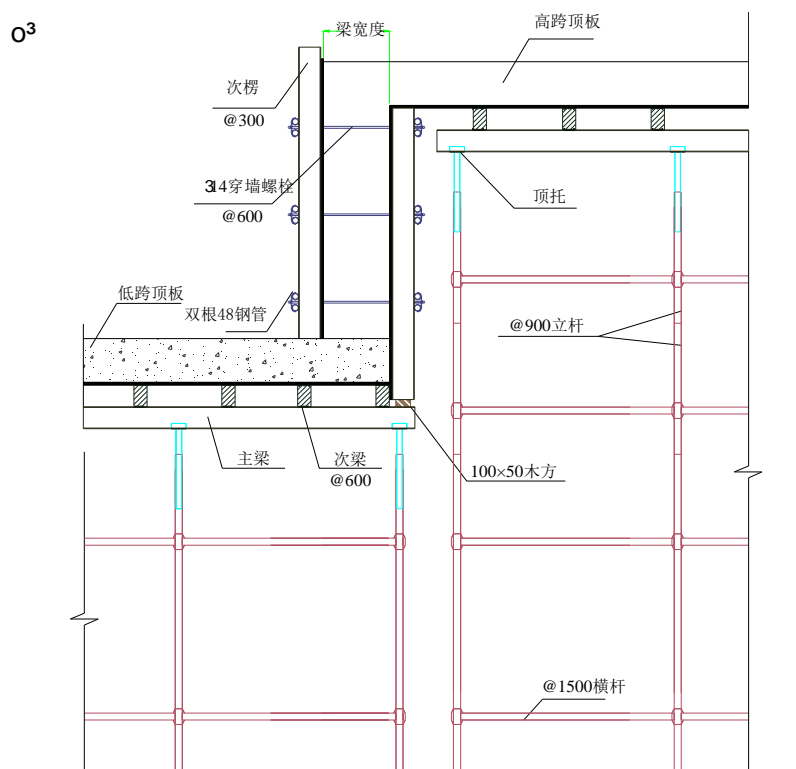 O³
梁宽度
高跨顶板
次楞
@300
314穿墙螺栓
@600
顶托
低跨顶板
双根48钢管
@900立杆
主梁
次梁
@600
100×50木方
@1500横杆